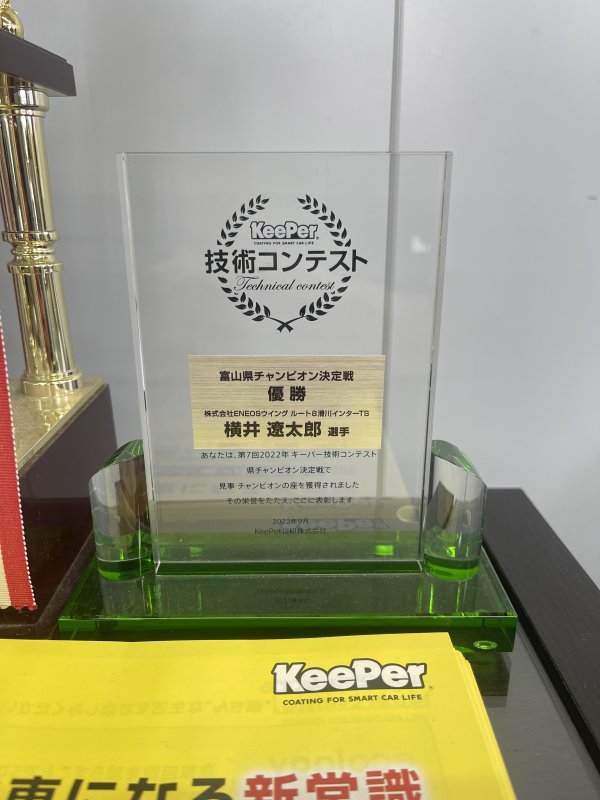 KeePer
COATING FOR SMART CAR LIFE
技術コンテスト
Technical contest
富山県チャンピオン決定戦
優勝
株式会社ENEOSウイング ルート8滑川インターTS
横井 遼太郎 選手
あなたは、第7回2022年 キーパー技術コンテスト
県チャンピオン決定戦で
見事 チャンピオンの座を獲得されました
その栄誉をたたえ、ここに表彰します
2022年9月
KeePer技研株式会社
KeePer
COATING FOR SMART CAR LIFE
車になる新常識